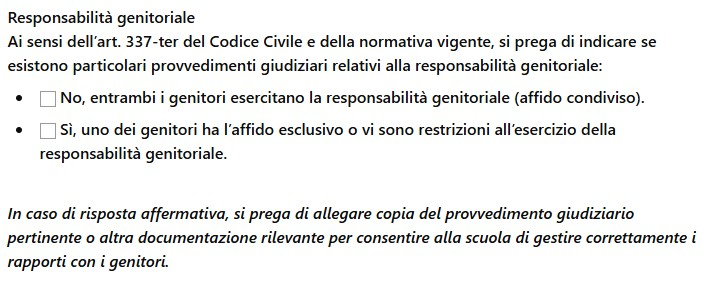 Responsabilità genitoriale
Ai sensi dell’art. 337-ter del Codice Civile e della normativa vigente, si prega di indicare se
esistono particolari provvedimenti giudiziari relativi alla responsabilità genitoriale:
• ☐ No, entrambi i genitori esercitano la responsabilità genitoriale (affido condiviso).
• ☐ Sì, uno dei genitori ha l’affido esclusivo o vi sono restrizioni all’esercizio della
responsabilità genitoriale.
In caso di risposta affermativa, si prega di allegare copia del provvedimento giudiziario
pertinente o altra documentazione rilevante per consentire alla scuola di gestire correttamente i
rapporti con i genitori.